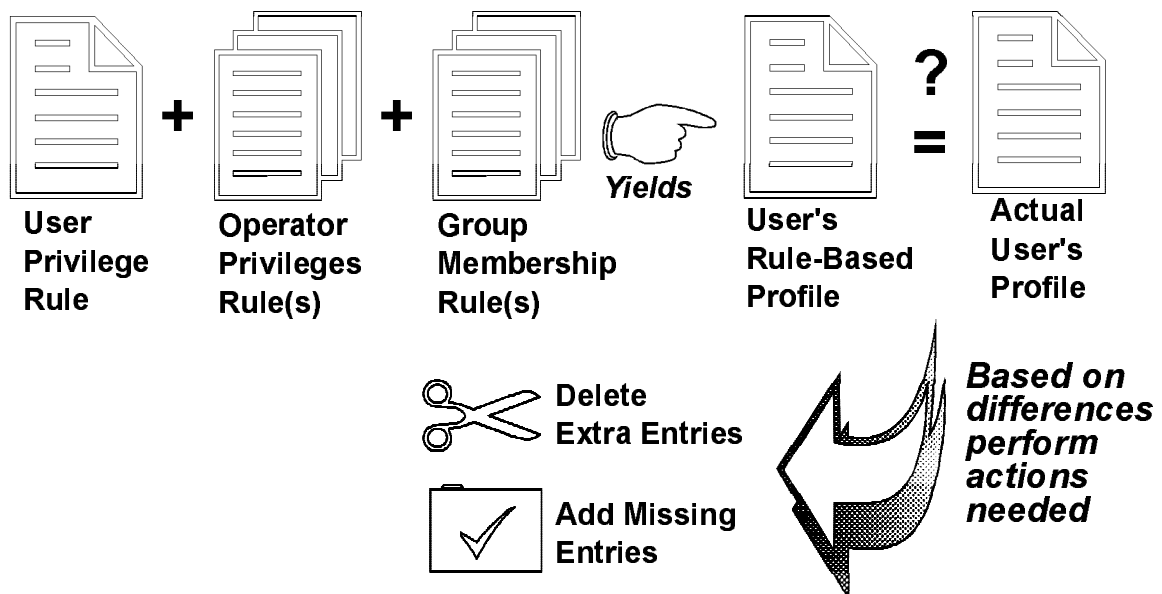 +
+
?
=
Yields
User
Privilege
Rule
Operator
Privileges
Rule(s)
Group
Membership
Rule(s)
User's
Rule-Based
Profile
Actual
User's
Profile
Delete
Extra Entries
Add Missing
Entries
Based on
differences
perform
actions
needed